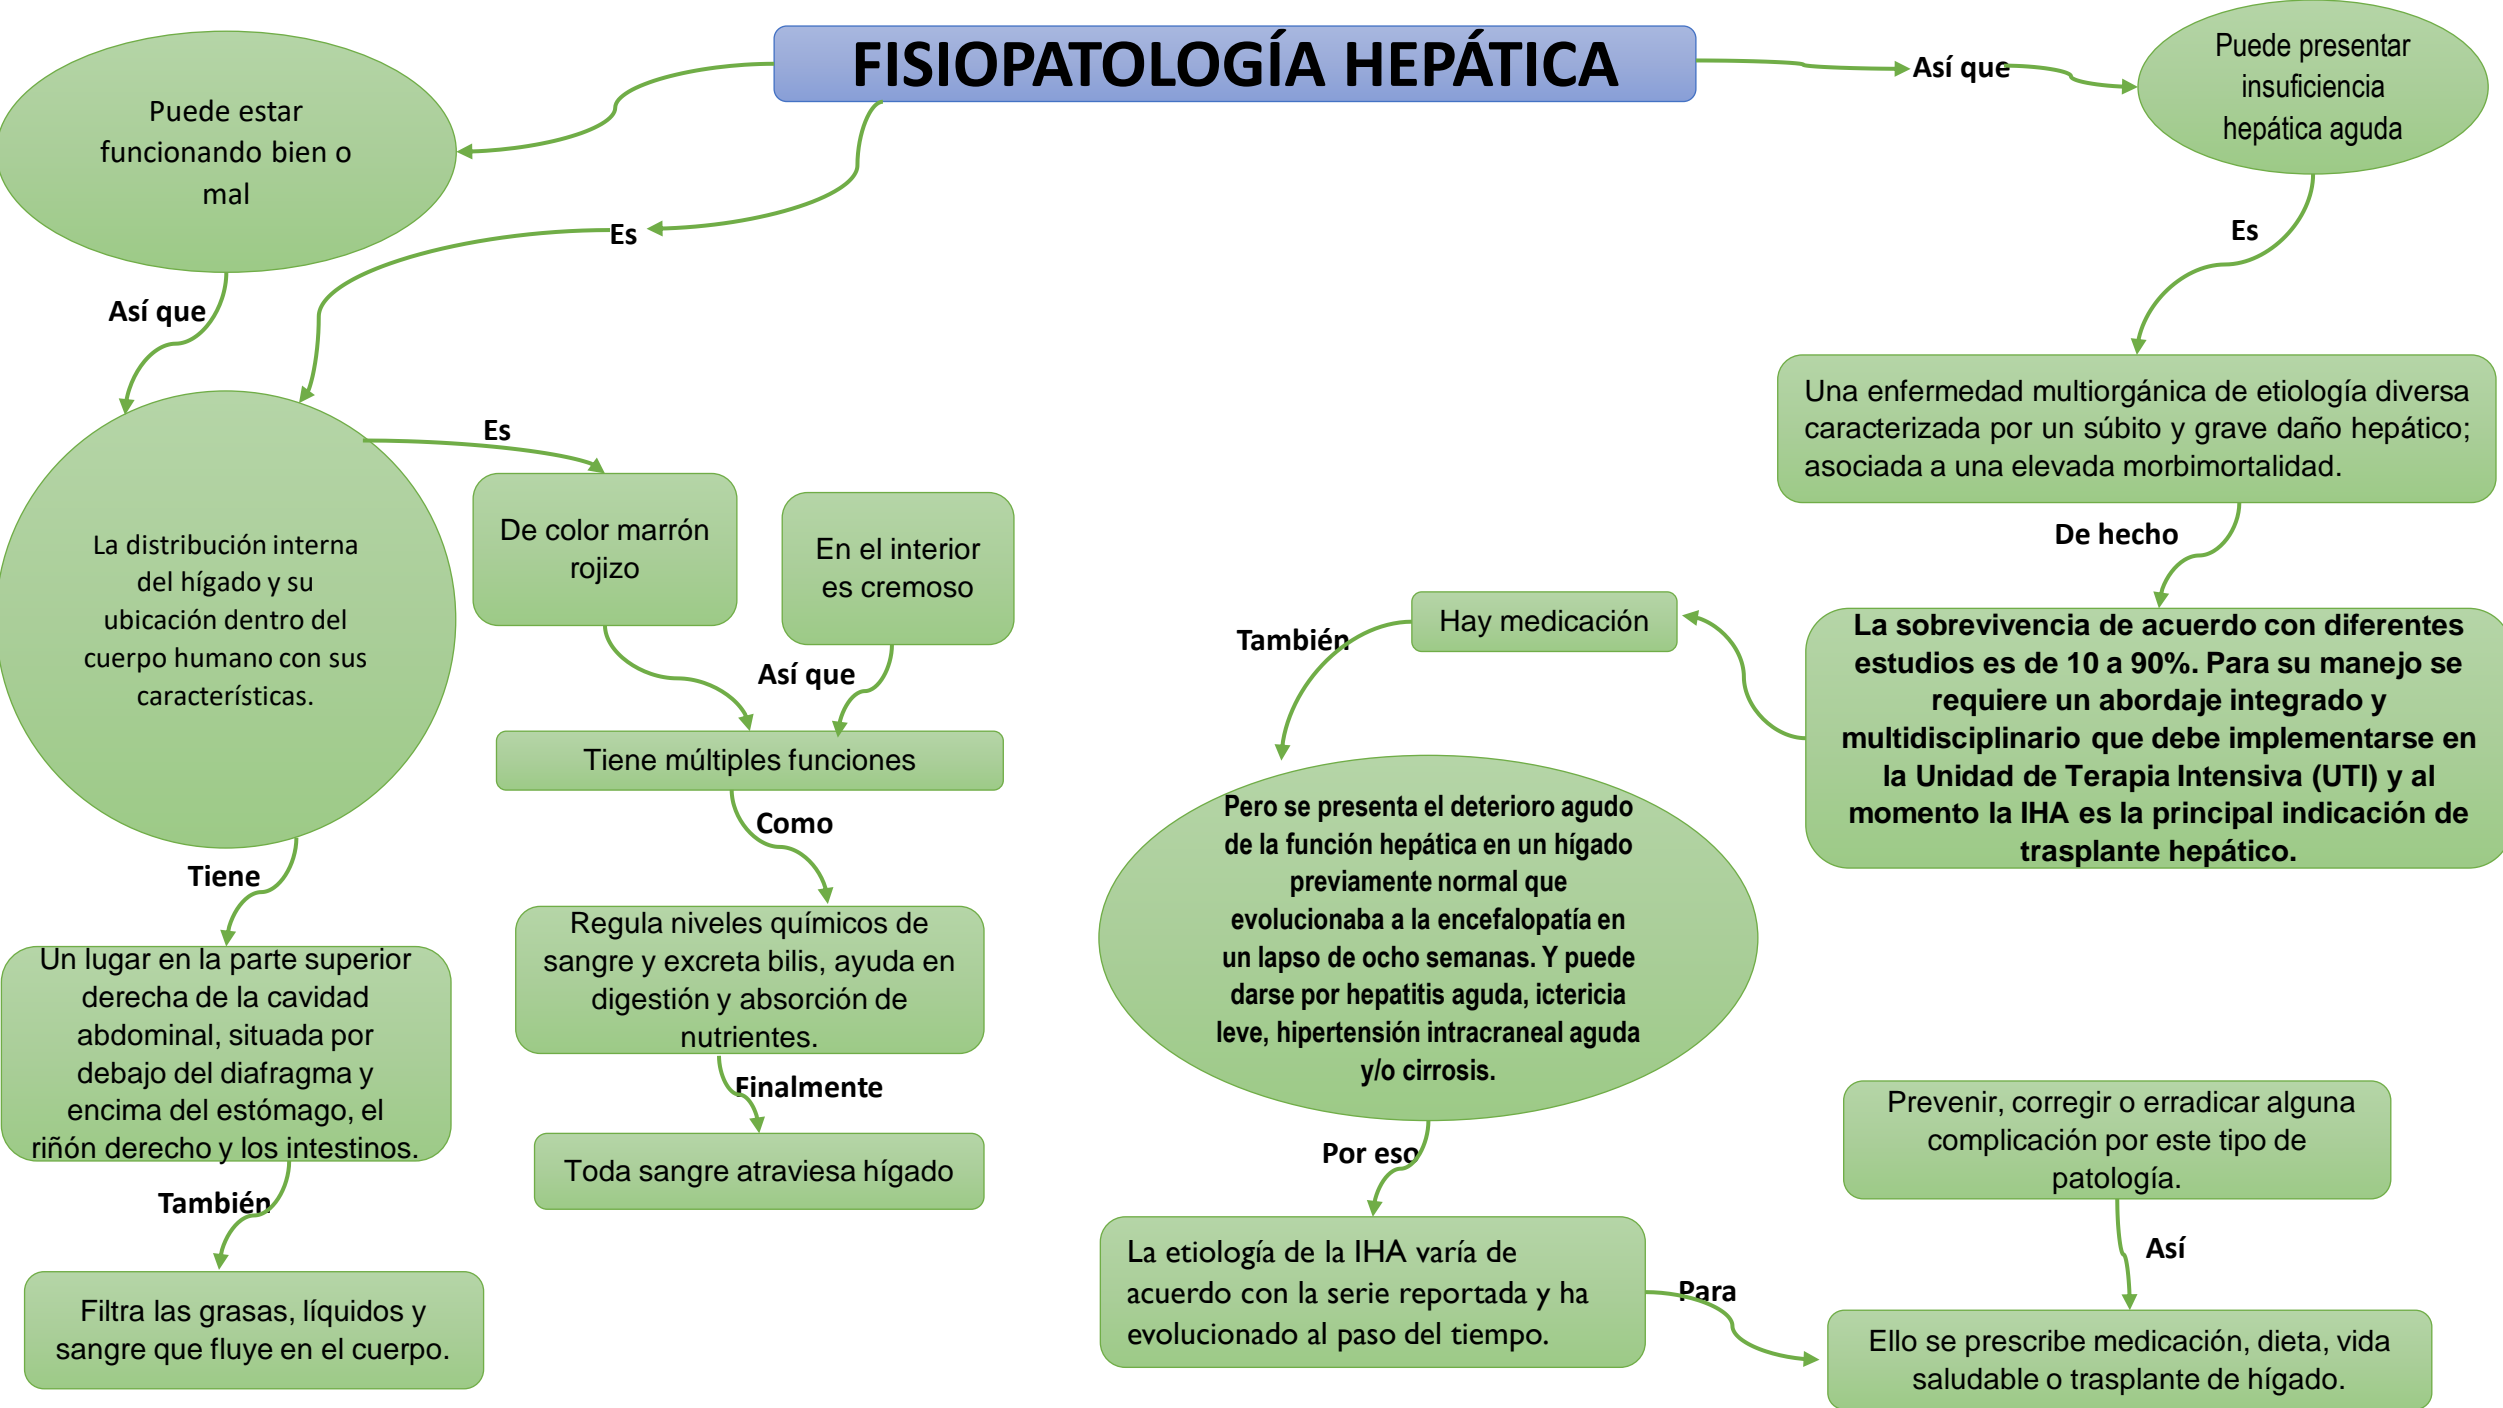 FISIOPATOLOGÍA HEPÁTICA
Puede estar
funcionando bien o
mal
Así que
Es
La distribución interna
del hígado y su
ubicación dentro del
cuerpo humano con sus
características.
Es
De color marrón
rojizo
En el interior
es cremoso
Así que
Tiene múltiples funciones
Como
Regula niveles químicos de
sangre y excreta bilis, ayuda en
digestión y absorción de
nutrientes.
Finalmente
Toda sangre atraviesa hígado
Tiene
Un lugar en la parte superior
derecha de la cavidad
abdominal, situada por
debajo del diafragma y
encima del estómago, el
riñón derecho y los intestinos.
También
Filtra las grasas, líquidos y
sangre que fluye en el cuerpo.
Así que
Puede presentar
insuficiencia
hepática aguda
Es
Una enfermedad multiorgánica de etiología diversa
caracterizada por un súbito y grave daño hepático;
asociada a una elevada morbimortalidad.
De hecho
La sobrevivencia de acuerdo con diferentes
estudios es de 10 a 90%. Para su manejo se
requiere un abordaje integrado y
multidisciplinario que debe implementarse en
la Unidad de Terapia Intensiva (UTI) y al
momento la IHA es la principal indicación de
trasplante hepático.
Hay medicación
También
Pero se presenta el deterioro agudo
de la función hepática en un hígado
previamente normal que
evolucionaba a la encefalopatía en
un lapso de ocho semanas. Y puede
darse por hepatitis aguda, ictericia
leve, hipertensión intracraneal aguda
y/o cirrosis.
Por eso
La etiología de la IHA varía de
acuerdo con la serie reportada y ha
evolucionado al paso del tiempo.
Para
Prevenir, corregir o erradicar alguna
complicación por este tipo de
patología.
Así
Ello se prescribe medicación, dieta, vida
saludable o trasplante de hígado.